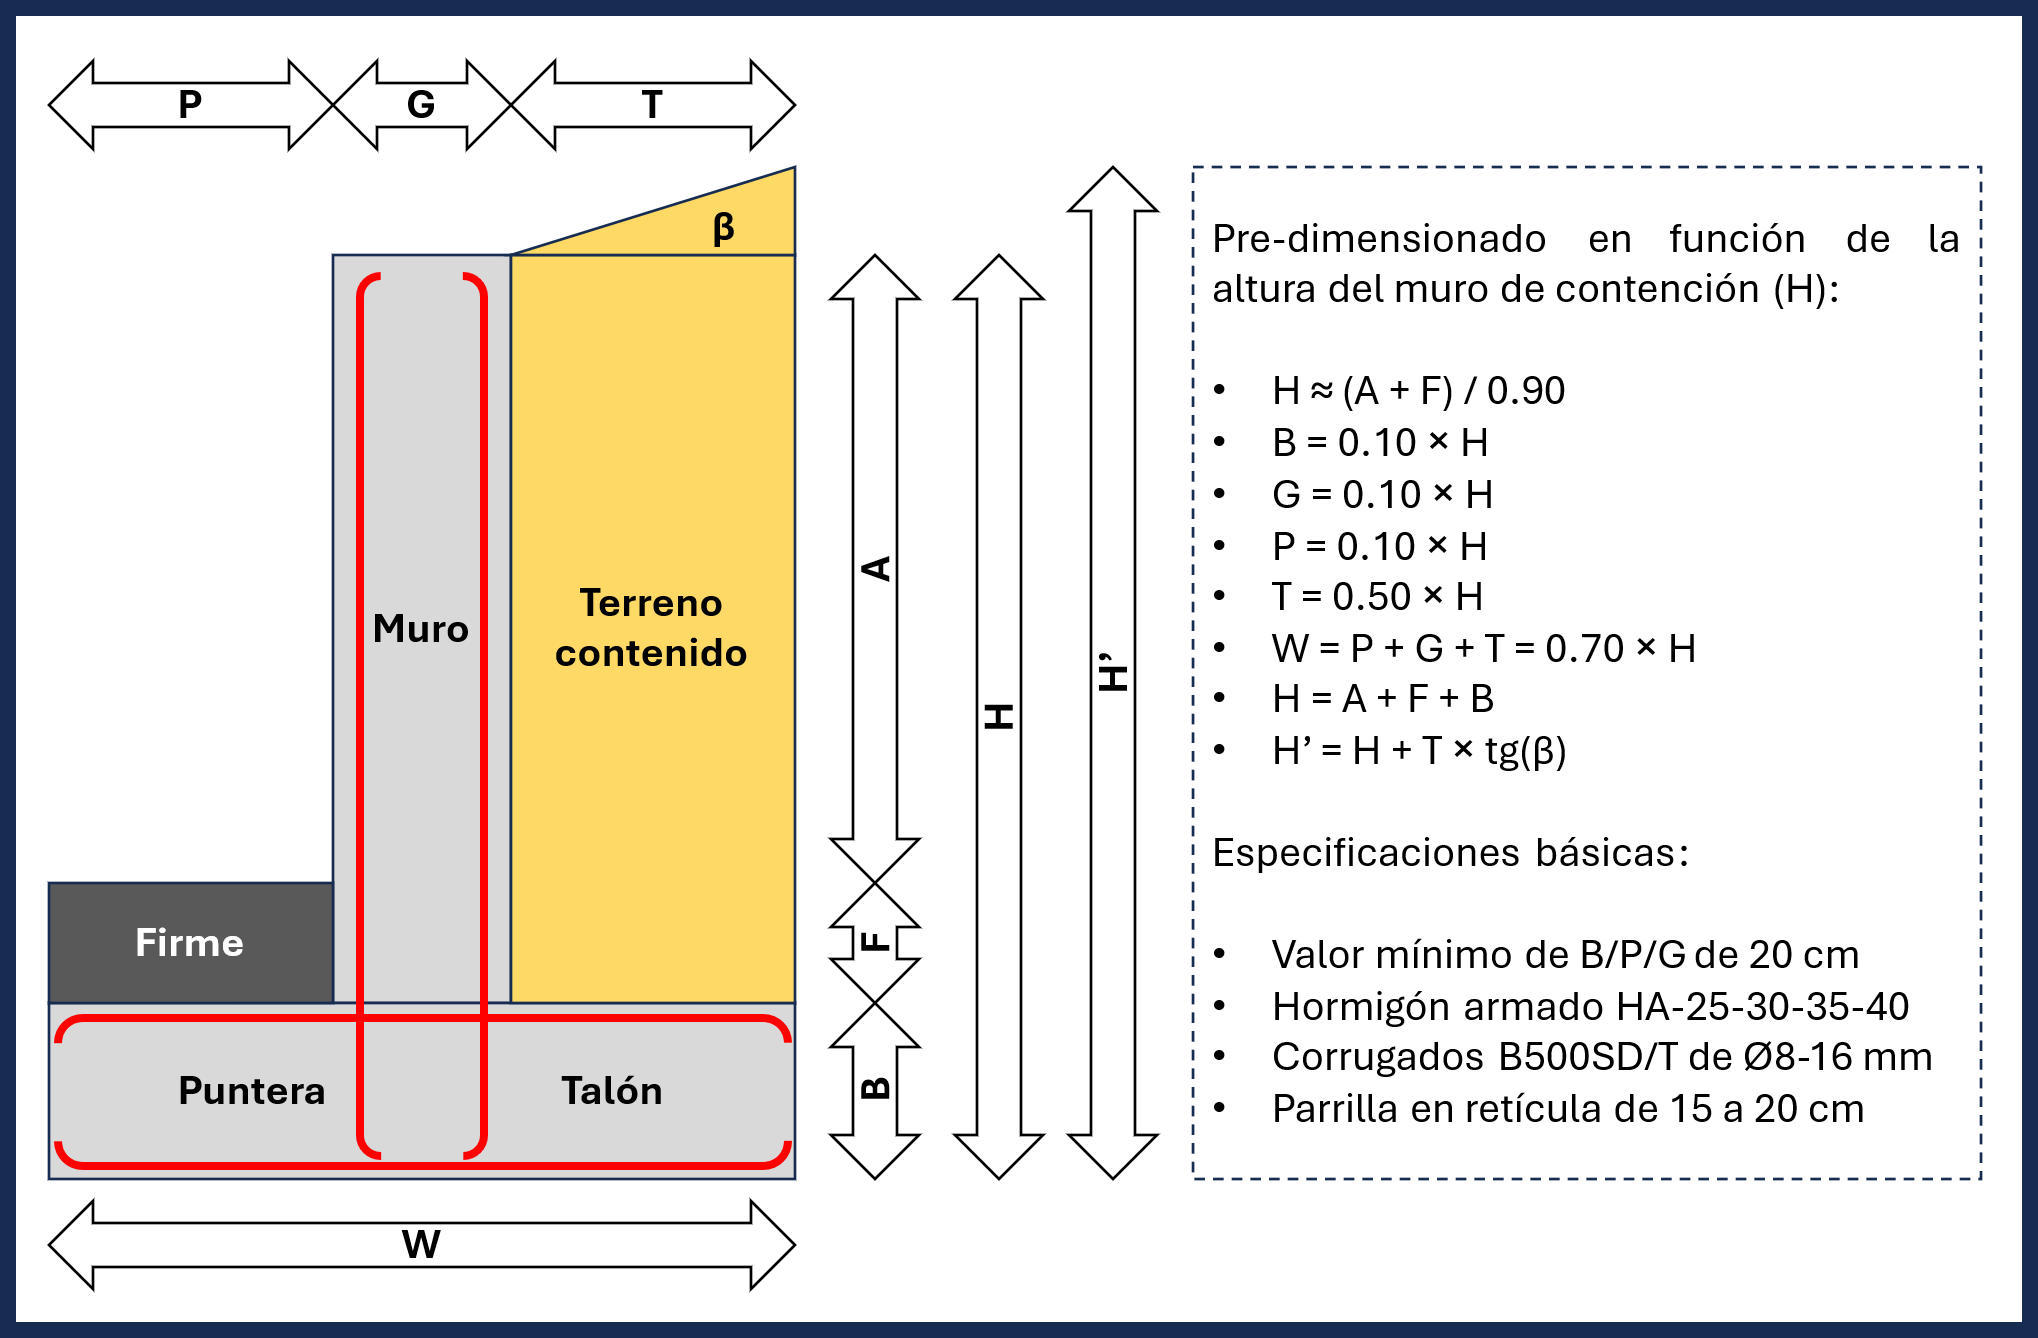 P
G
T
β
Muro
Terreno
contenido
Firme
Puntera
Talón
W
A
F
B
H
H’
Pre-dimensionado en función de la
altura del muro de contención (H):
• H ≈ (A + F) / 0.90
• B = 0.10 × H
• G = 0.10 × H
• P = 0.10 × H
• T = 0.50 × H
• W = P + G + T = 0.70 × H
• H = A + F + B
• H’ = H + T × tg(β)
Especificaciones básicas:
• Valor mínimo de B/P/G de 20 cm
• Hormigón armado HA-25-30-35-40
• Corrugados B500SD/T de Ø8-16 mm
• Parrilla en retícula de 15 a 20 cm